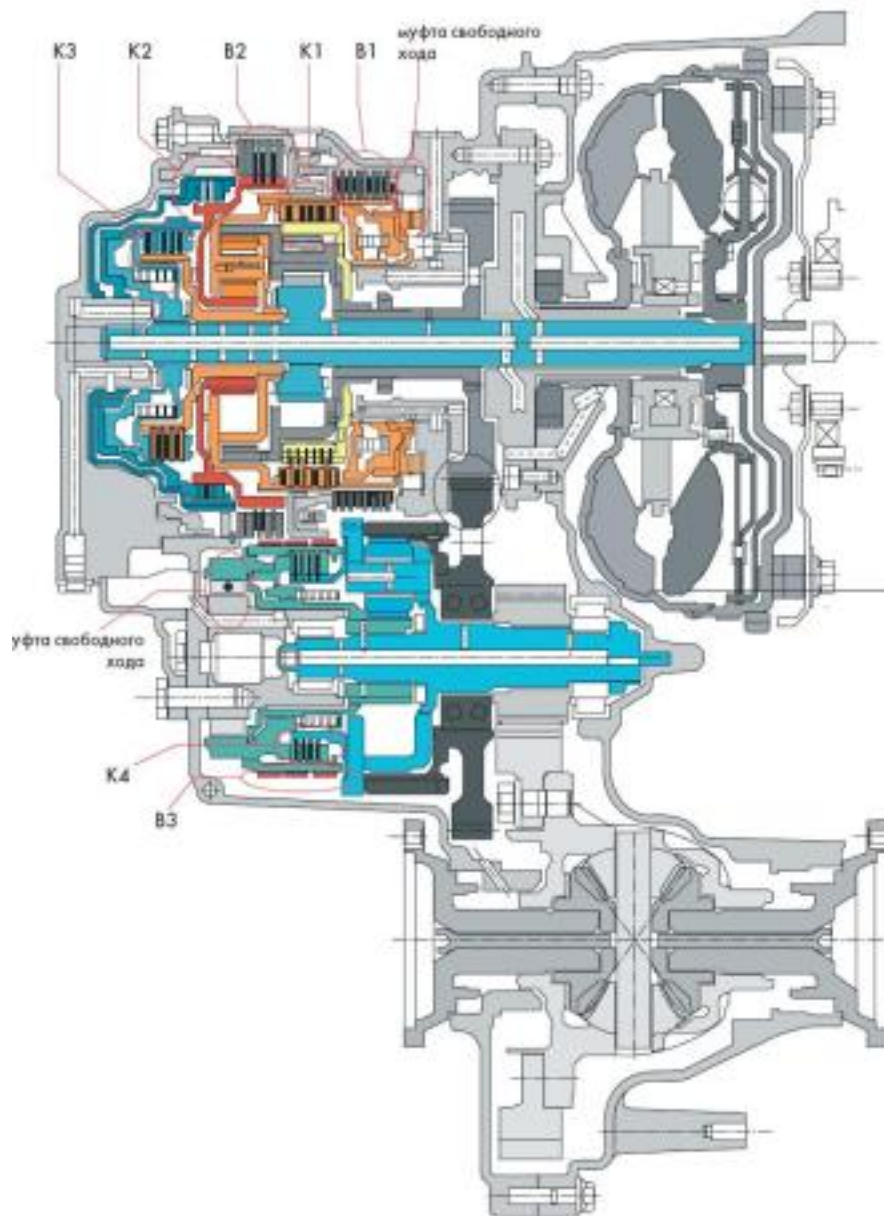 муфта свободного
хода
K3
K2
B2
K1
B1
уфта свободного
хода
K4
B3